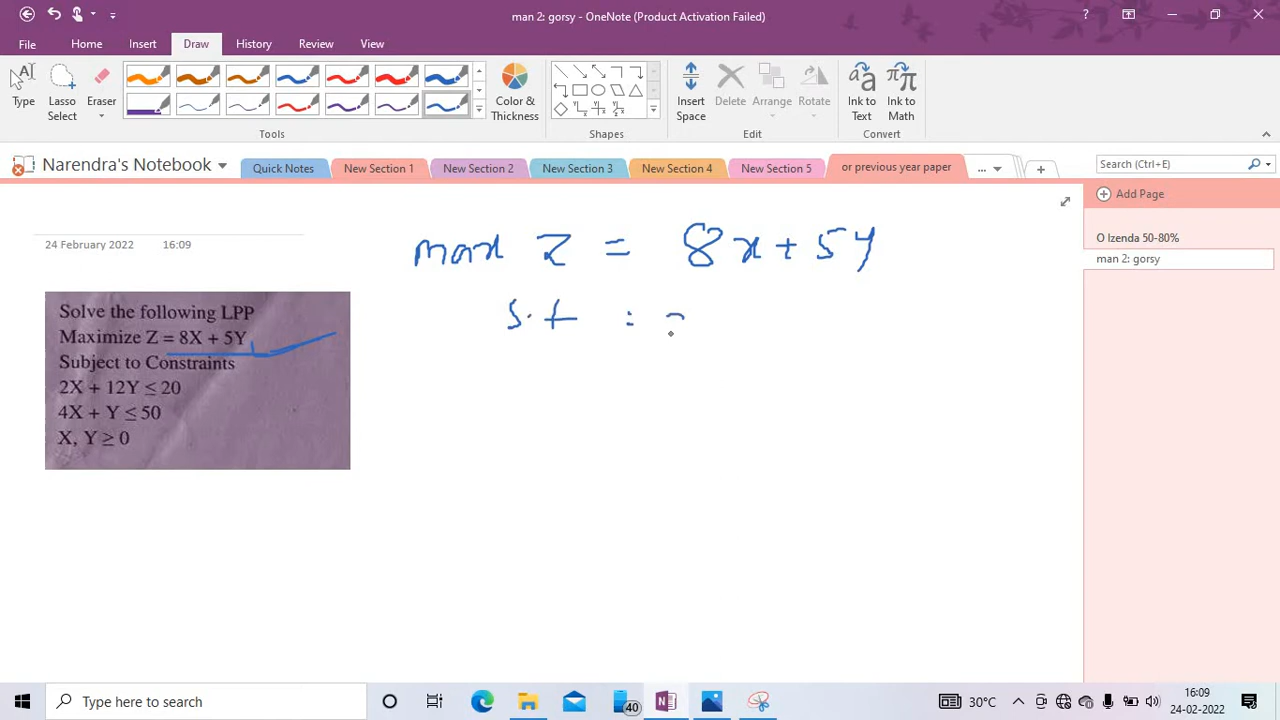 man 2: gorsy - OneNote (Product Activation Failed)
?
File Home Insert Draw History Review View
Type
Lasso Select
Eraser
Color & Thickness
Insert Space
Delete
Arrange
Rotate
Ink to Text
Ink to Math
Tools Shapes Edit Convert
Narendra's Notebook
Quick Notes New Section 1 New Section 2 New Section 3 New Section 4 New Section 5 or previous year paper ...
Search (Ctrl+E)
Add Page
O Izenda 50-80%
man 2: gorsy
24 February 2022 16:09
max Z = 8x + 5y
s.t :
Solve the following LPP
Maximize Z = 8X + 5Y
Subject to Constraints
2X + 12Y ≤ 20
4X + Y ≤ 50
X, Y ≥ 0
Type here to search
40
30°C
16:09
24-02-2022